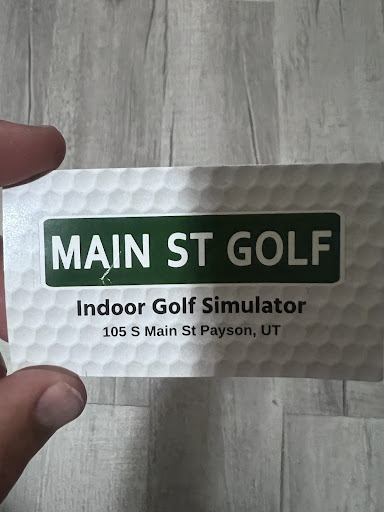 MAIN ST GOLF
Indoor Golf Simulator
105 S Main St Payson, UT